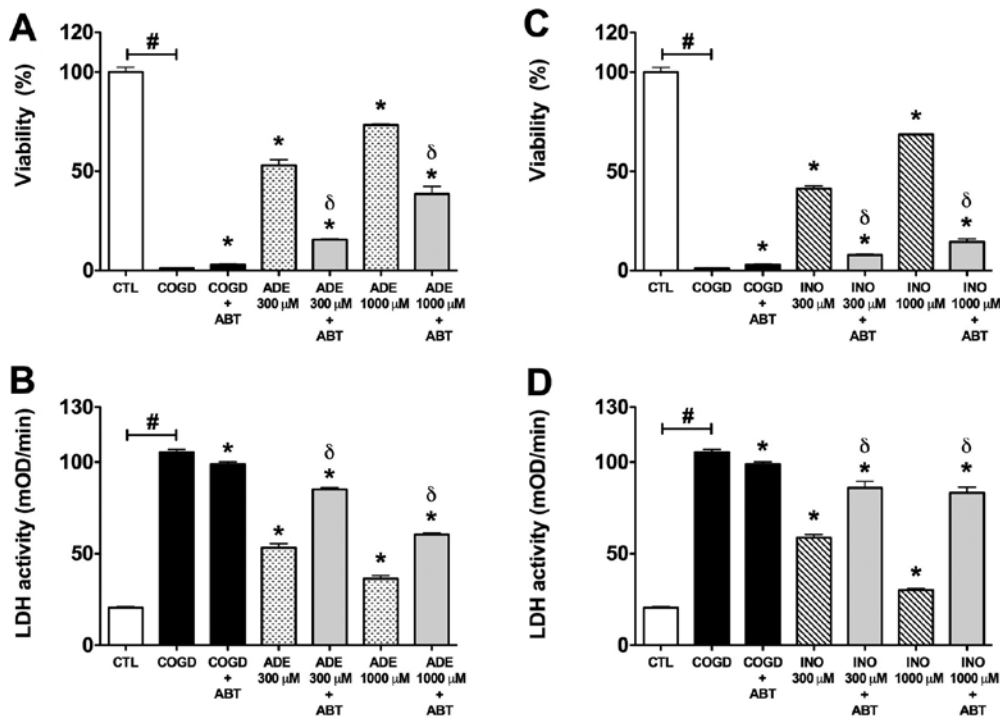 A
Viability (%)
120
100
50
0
#
*
*
δ
*
*
δ
*
CTL
COGD
COGD
+
ABT
ADE
300 μM
ADE
300 μM
+
ABT
ADE
1000 μM
ADE
1000 μM
+
ABT
C
Viability (%)
120
100
50
0
#
*
*
δ
*
*
δ
*
CTL
COGD
COGD
+
ABT
INO
300 μM
INO
300 μM
+
ABT
INO
1000 μM
INO
1000 μM
+
ABT
B
LDH activity (mOD/min)
130
100
50
0
#
*
*
δ
*
*
δ
*
CTL
COGD
COGD
+
ABT
ADE
300 μM
ADE
300 μM
+
ABT
ADE
1000 μM
ADE
1000 μM
+
ABT
D
LDH activity (mOD/min)
130
100
50
0
#
*
*
δ
*
*
δ
*
CTL
COGD
COGD
+
ABT
INO
300 μM
INO
300 μM
+
ABT
INO
1000 μM
INO
1000 μM
+
ABT